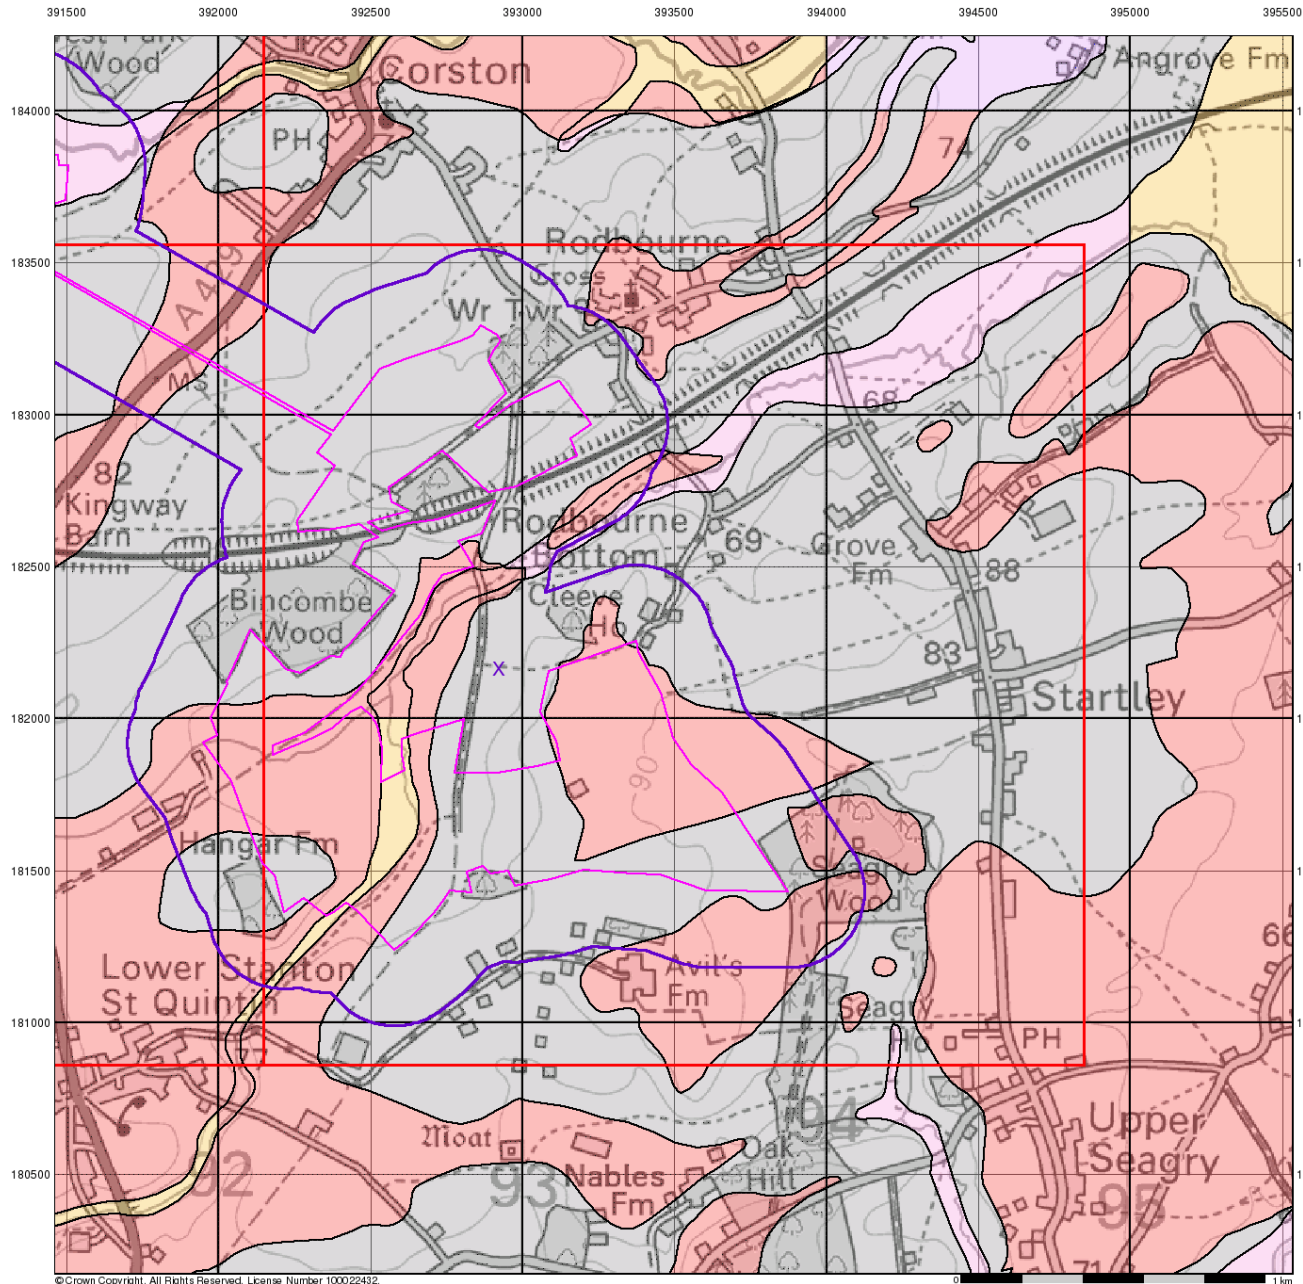 391500 392000 392500 393000 393500 394000 394500 395000 395500
Wood
Corston
Angrove Fm
184000
PH
74
183500
A 429
Rodbourne
Cross
Wr Twr
MS
183000
68
82
Kingway
Barn
Rodbourne
Bottom
69
Grove
Fm
88
182500
Cleeve
Ho
Bincombe
Wood
X
83
Startley
182000
90
Hangar Fm
181500
Seagry
Wood
Lower Stanton
St Quintin
Avil's
Fm
66
181000
Seagry
Ho
PH
94
Upper
Seagry
Moat
Oak
Hill
Nables
Fm
180500
92
93
95
71
© Crown Copyright. All Rights Reserved. License Number 100022432.
0 1 km